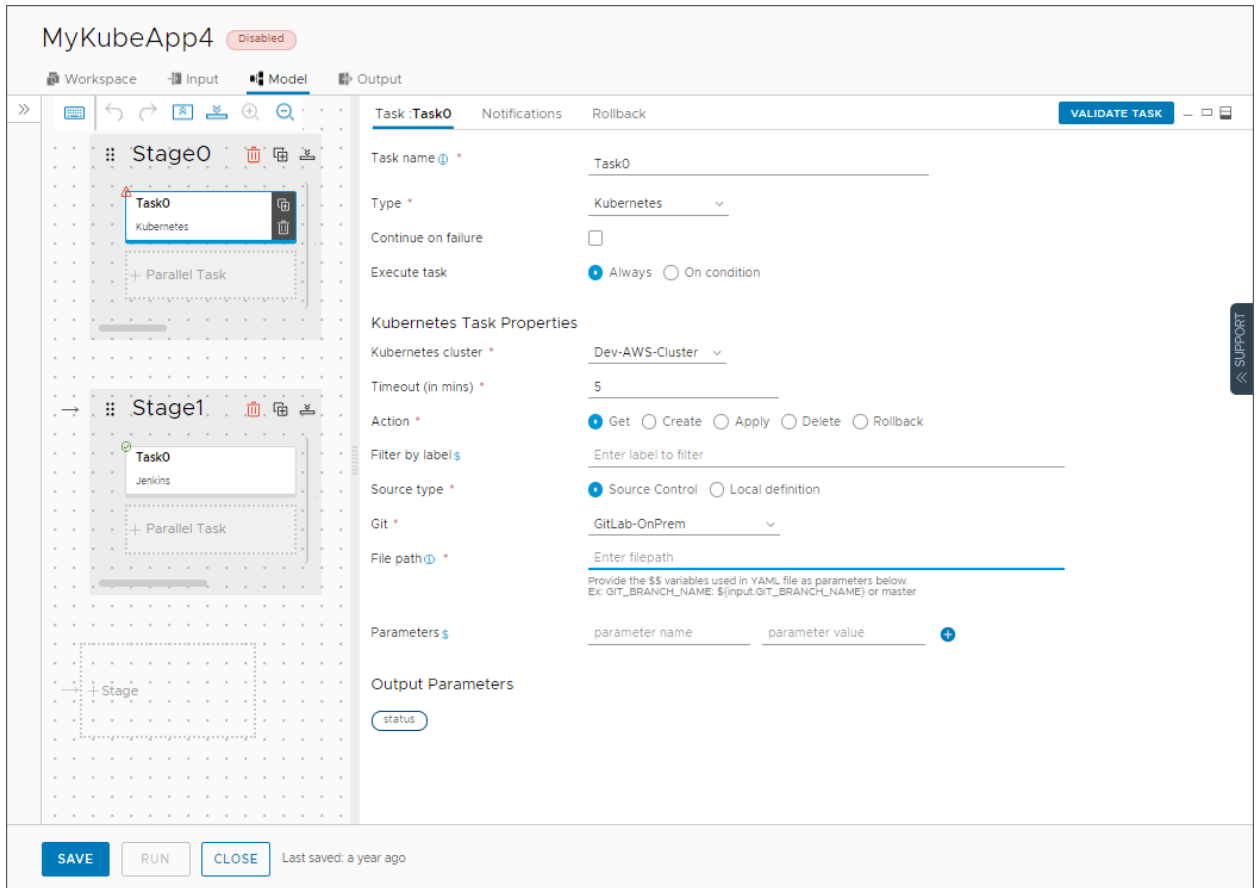 MyKubeApp4 Disabled
Workspace Input Model Output
Stage0
Task0
Kubernetes
+ Parallel Task
Stage1
Task0
Jenkins
+ Parallel Task
+ Stage
Task :Task0 Notifications Rollback VALIDATE TASK
Task name * Task0
Type * Kubernetes
Continue on failure
Execute task Always On condition
Kubernetes Task Properties
Kubernetes cluster * Dev-AWS-Cluster
Timeout (in mins) * 5
Action * Get Create Apply Delete Rollback
Filter by label $ Enter label to filter
Source type * Source Control Local definition
Git * GitLab-OnPrem
File path * Enter filepath
Provide the $$ variables used in YAML file as parameters below.
Ex: GIT_BRANCH_NAME: ${input.GIT_BRANCH_NAME} or master
Parameters $ parameter name parameter value
Output Parameters
status
SUPPORT
SAVE RUN CLOSE Last saved: a year ago